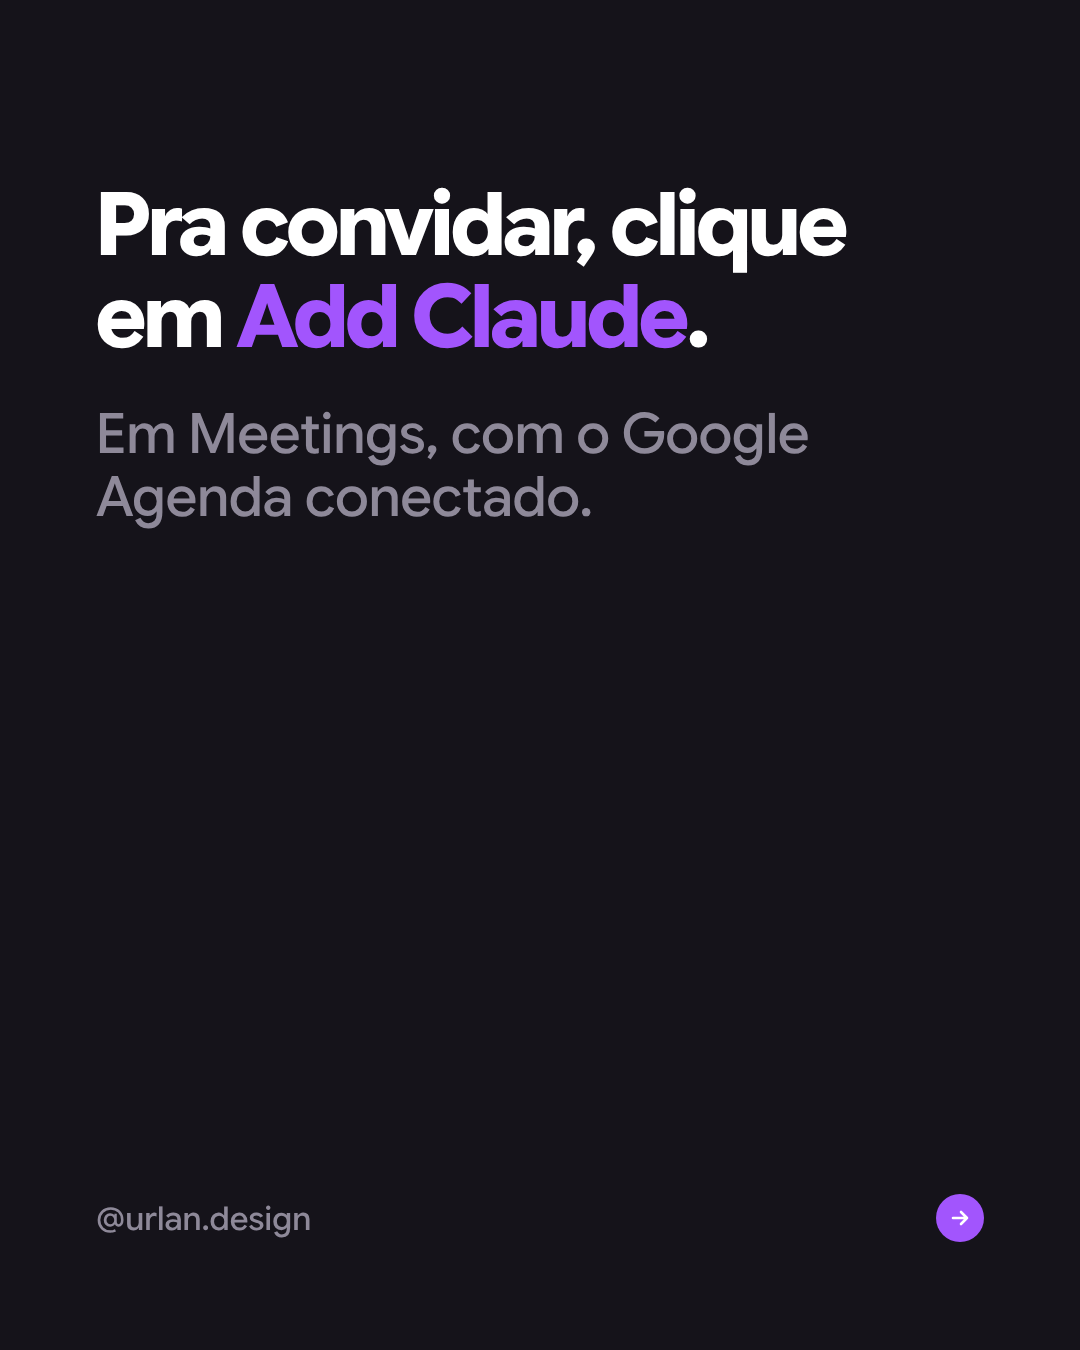 Pra convidar, clique
em Add Claude.
Em Meetings, com o Google
Agenda conectado.
@urlan.design